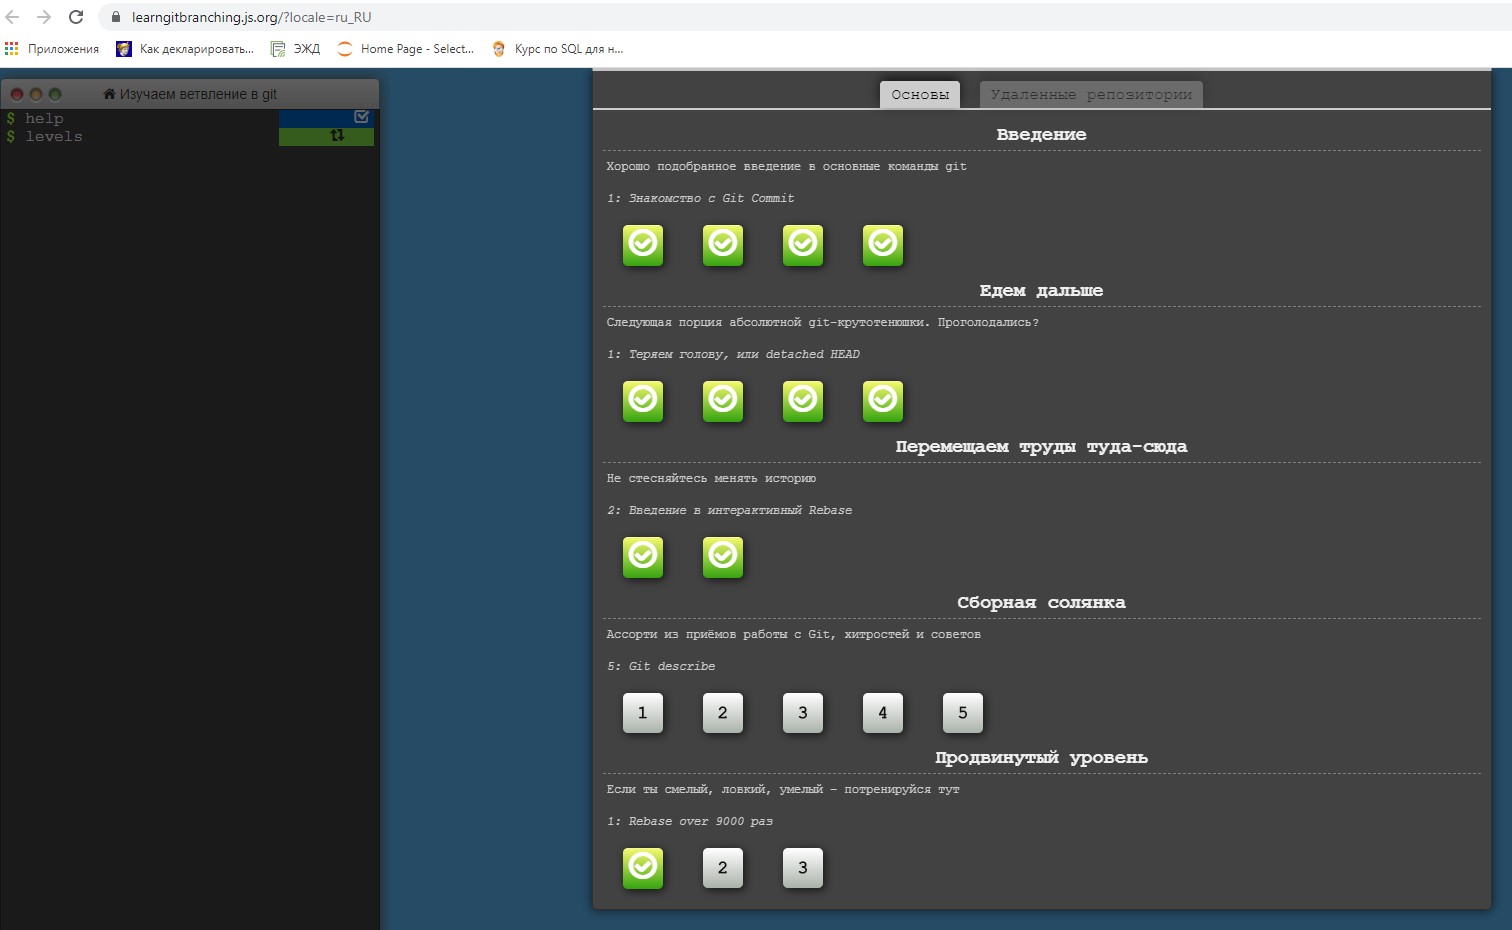 learngitbranching.js.org/?locale=ru_RU
Приложения Как декларировать... ЭЖД Home Page - Select... Курс по SQL для н...
Изучаем ветвление в git
$ help
$ levels
Основы Удаленные репозитории
Введение
Хорошо подобранное введение в основные команды git
1: Знакомство с Git Commit
Едем дальше
Следующая порция абсолютной git-крутотенюшки. Проголодались?
1: Теряем голову, или detached HEAD
Перемещаем труды туда-сюда
Не стесняйтесь менять историю
2: Введение в интерактивный Rebase
Сборная солянка
Ассорти из приёмов работы с Git, хитростей и советов
5: Git describe
1 2 3 4 5
Продвинутый уровень
Если ты смелый, ловкий, умелый - потренируйся тут
1: Rebase over 9000 раз
2 3